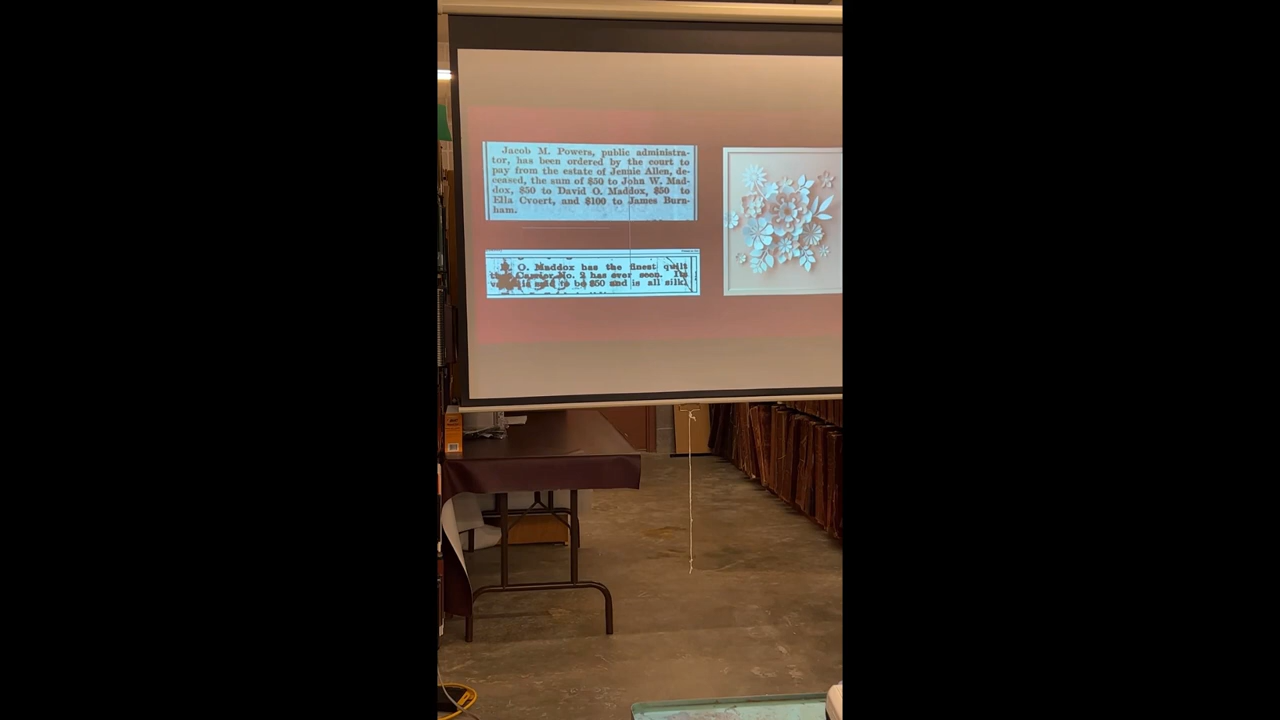 Jacob M. Powers, public administra-
tor, has been ordered by the court to
pay from the estate of Jennie Allen, de-
ceased, the sum of $50 to John W. Mad-
dox, $50 to David O. Maddox, $50 to
Ella Cvoert, and $100 to James Burn-
ham.
O. Maddox has the finest quilt
Carrier No. 2 has ever seen. Its
said to be $50 and is all silk.